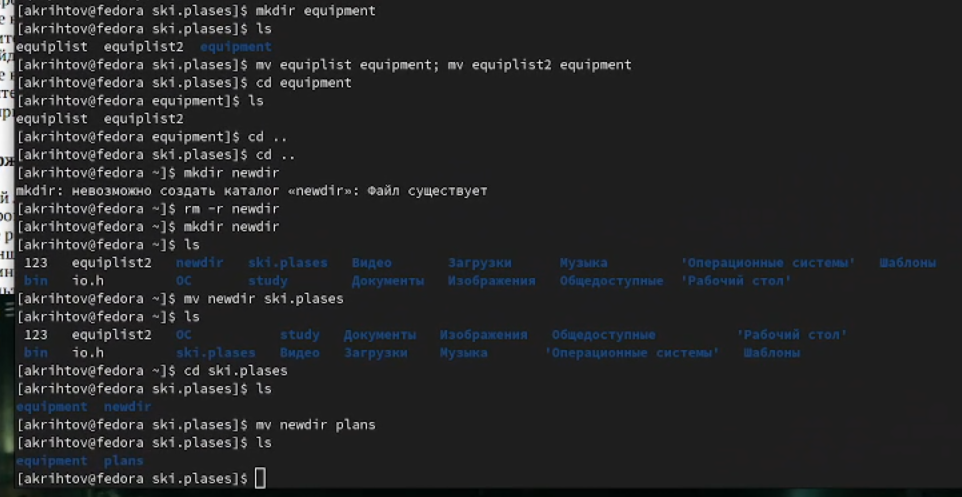 [akrihtov@fedora ski.plases]$ mkdir equipment
[akrihtov@fedora ski.plases]$ ls
equiplist  equiplist2  equipment
[akrihtov@fedora ski.plases]$ mv equiplist equipment; mv equiplist2 equipment
[akrihtov@fedora ski.plases]$ cd equipment
[akrihtov@fedora equipment]$ ls
equiplist  equiplist2
[akrihtov@fedora equipment]$ cd ..
[akrihtov@fedora ski.plases]$ cd ..
[akrihtov@fedora ~]$ mkdir newdir
mkdir: невозможно создать каталог «newdir»: Файл существует
[akrihtov@fedora ~]$ rm -r newdir
[akrihtov@fedora ~]$ mkdir newdir
[akrihtov@fedora ~]$ ls
123  equiplist2  newdir  ski.plases  Видео  Загрузки  Музыка  'Операционные системы'  Шаблоны
bin  io.h  ОС  study  Документы  Изображения  Общедоступные  'Рабочий стол'
[akrihtov@fedora ~]$ mv newdir ski.plases
[akrihtov@fedora ~]$ ls
123  equiplist2  ОС  study  Документы  Изображения  Общедоступные  'Рабочий стол'
bin  io.h  ski.plases  Видео  Загрузки  Музыка  'Операционные системы'  Шаблоны
[akrihtov@fedora ~]$ cd ski.plases
[akrihtov@fedora ski.plases]$ ls
equipment  newdir
[akrihtov@fedora ski.plases]$ mv newdir plans
[akrihtov@fedora ski.plases]$ ls
equipment  plans
[akrihtov@fedora ski.plases]$